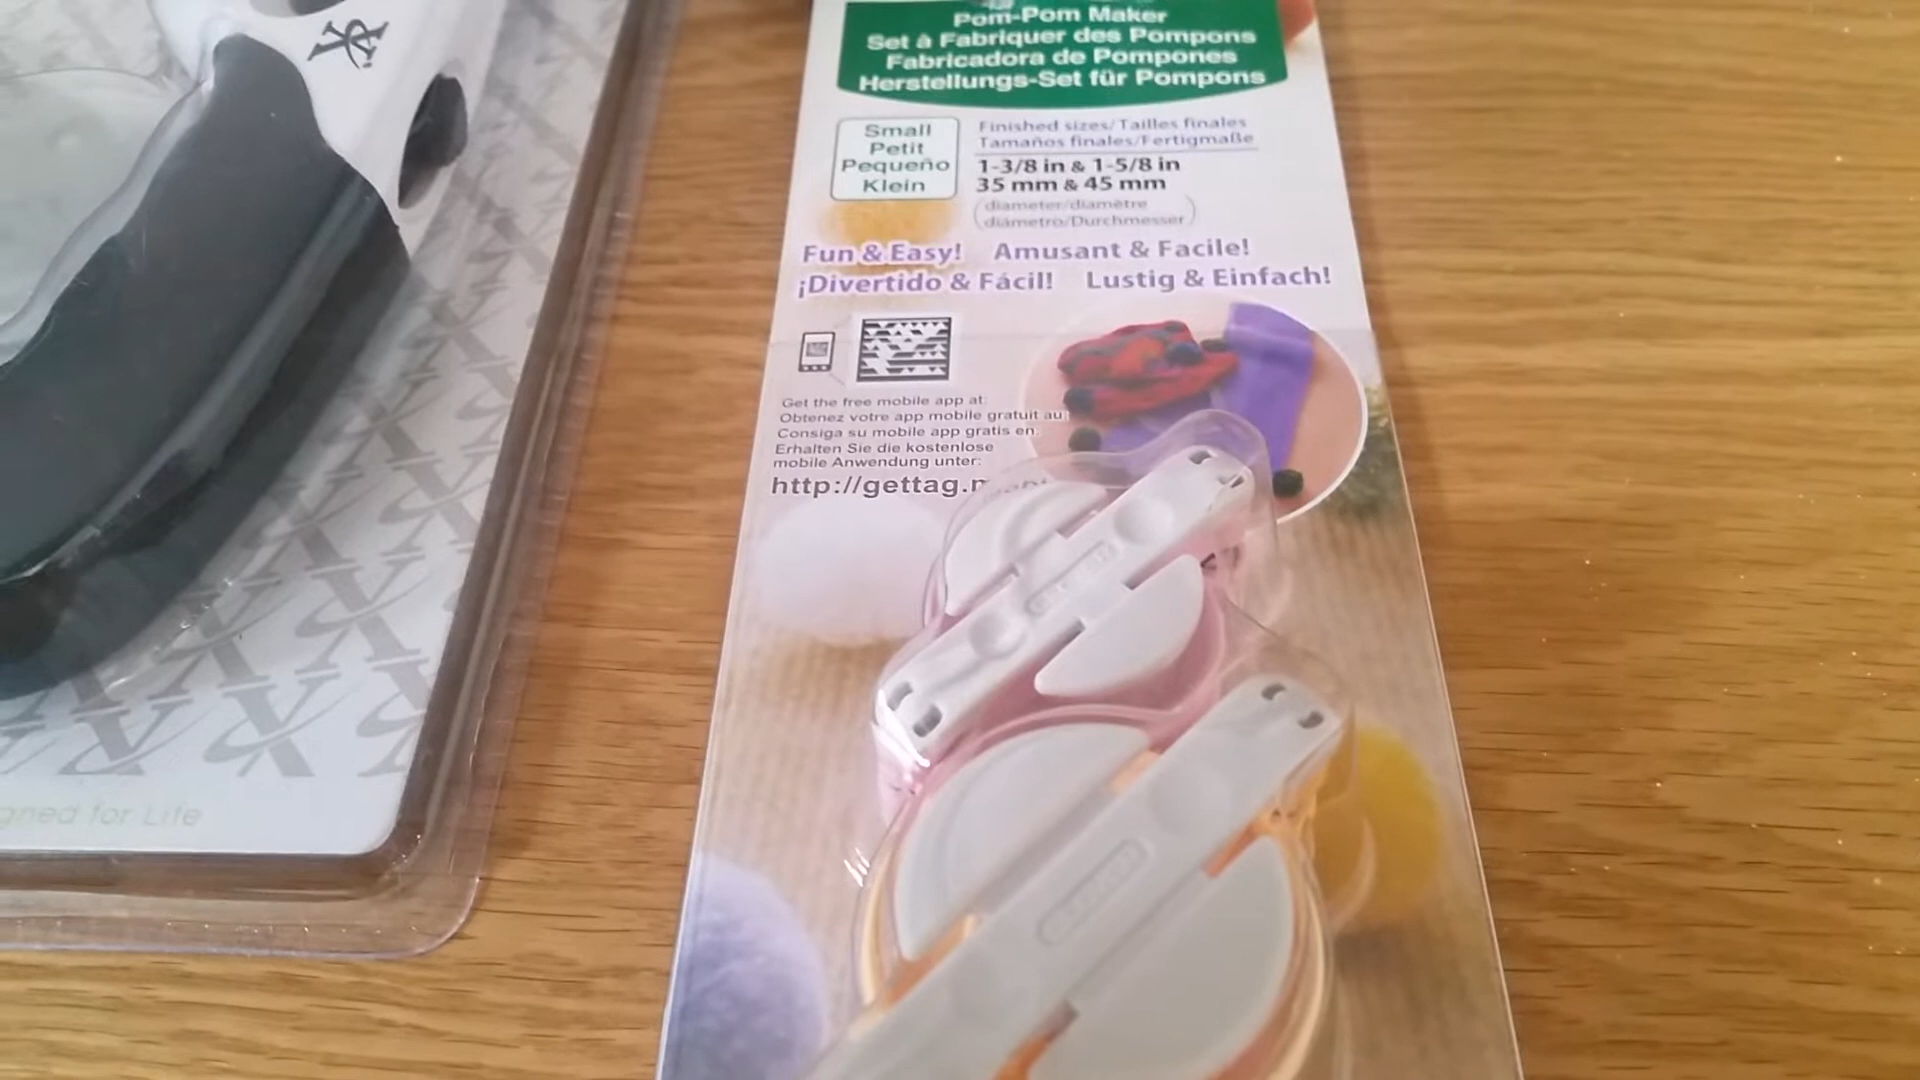 Pom-Pom Maker
Set à Fabriquer des Pompons
Fabricadora de Pompones
Herstellungs-Set für Pompons
Small
Petit
Pequeño
Klein
Finished sizes/Tailles finales
Tamaños finales/Fertigmaße
1-3/8 in & 1-5/8 in
35 mm & 45 mm
(diameter/diamètre
diámetro/Durchmesser)
Fun & Easy! Amusant & Facile!
¡Divertido & Fácil! Lustig & Einfach!
Get the free mobile app at:
Obtenez votre app mobile gratuit au:
Consiga su mobile app gratis en:
Erhalten Sie die kostenlose
mobile Anwendung unter:
http://gettag.m
CLOVER
CLOVER
gned for Life